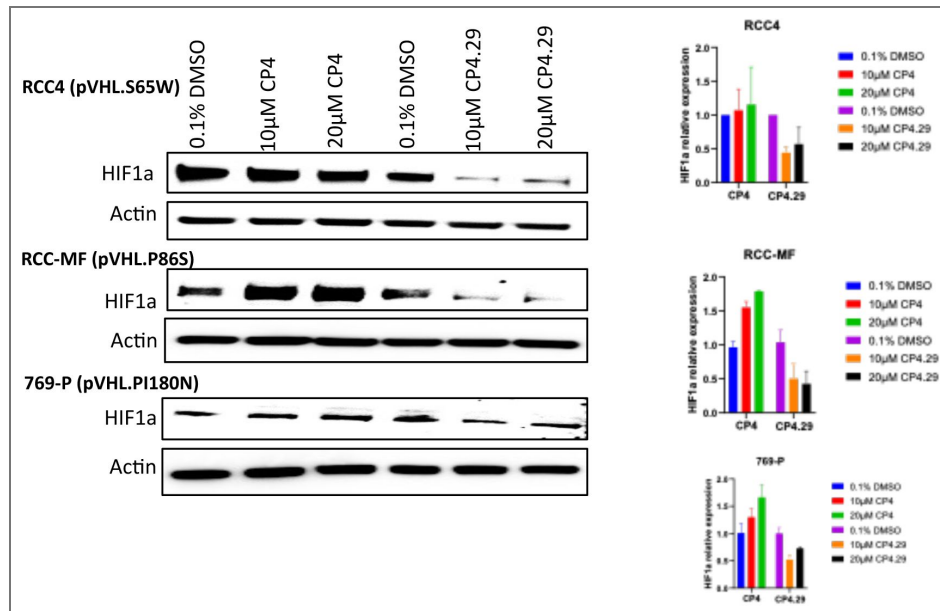 RCC4 (pVHL.S65W)
0.1% DMSO
10µM CP4
20µM CP4
0.1% DMSO
10µM CP4.29
20µM CP4.29
HIF1a
Actin
RCC-MF (pVHL.P86S)
HIF1a
Actin
769-P (pVHL.PI180N)
HIF1a
Actin
RCC4
HIF1a relative expression
2.0
1.5
1.0
0.5
0.0
CP4
CP4.29
0.1% DMSO
10µM CP4
20µM CP4
0.1% DMSO
10µM CP4.29
20µM CP4.29
RCC-MF
HIF1a relative expression
2.0
1.5
1.0
0.5
0.0
CP4
CP4.29
0.1% DMSO
10µM CP4
20µM CP4
0.1% DMSO
10µM CP4.29
20µM CP4.29
769-P
HIF1a relative expression
2.0
1.5
1.0
0.5
0.0
CP4
CP4.29
0.1% DMSO
10µM CP4
20µM CP4
0.1% DMSO
10µM CP4.29
20µM CP4.29